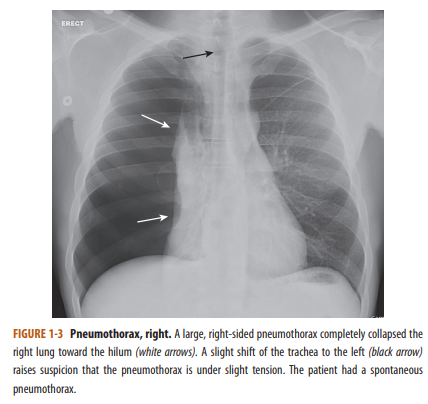 ERECT
FIGURE 1-3 Pneumothorax, right. A large, right-sided pneumothorax completely collapsed the
right lung toward the hilum (white arrows). A slight shift of the trachea to the left (black arrow)
raises suspicion that the pneumothorax is under slight tension. The patient had a spontaneous
pneumothorax.